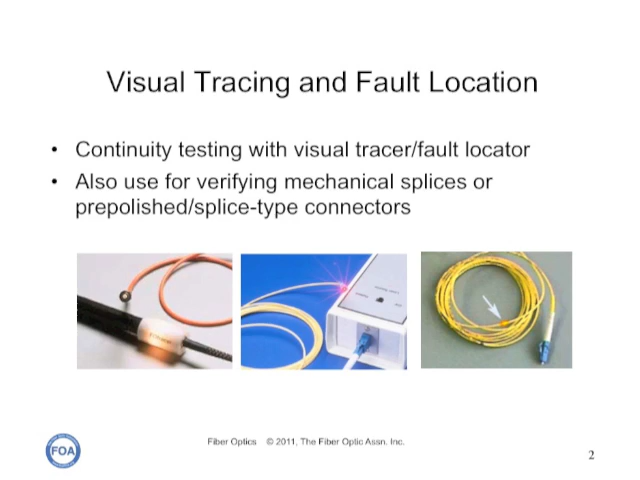 Visual Tracing and Fault Location
• Continuity testing with visual tracer/fault locator
• Also use for verifying mechanical splices or
prepolished/splice-type connectors
FOA
Fiber Optics © 2011, The Fiber Optic Assn. Inc.
2